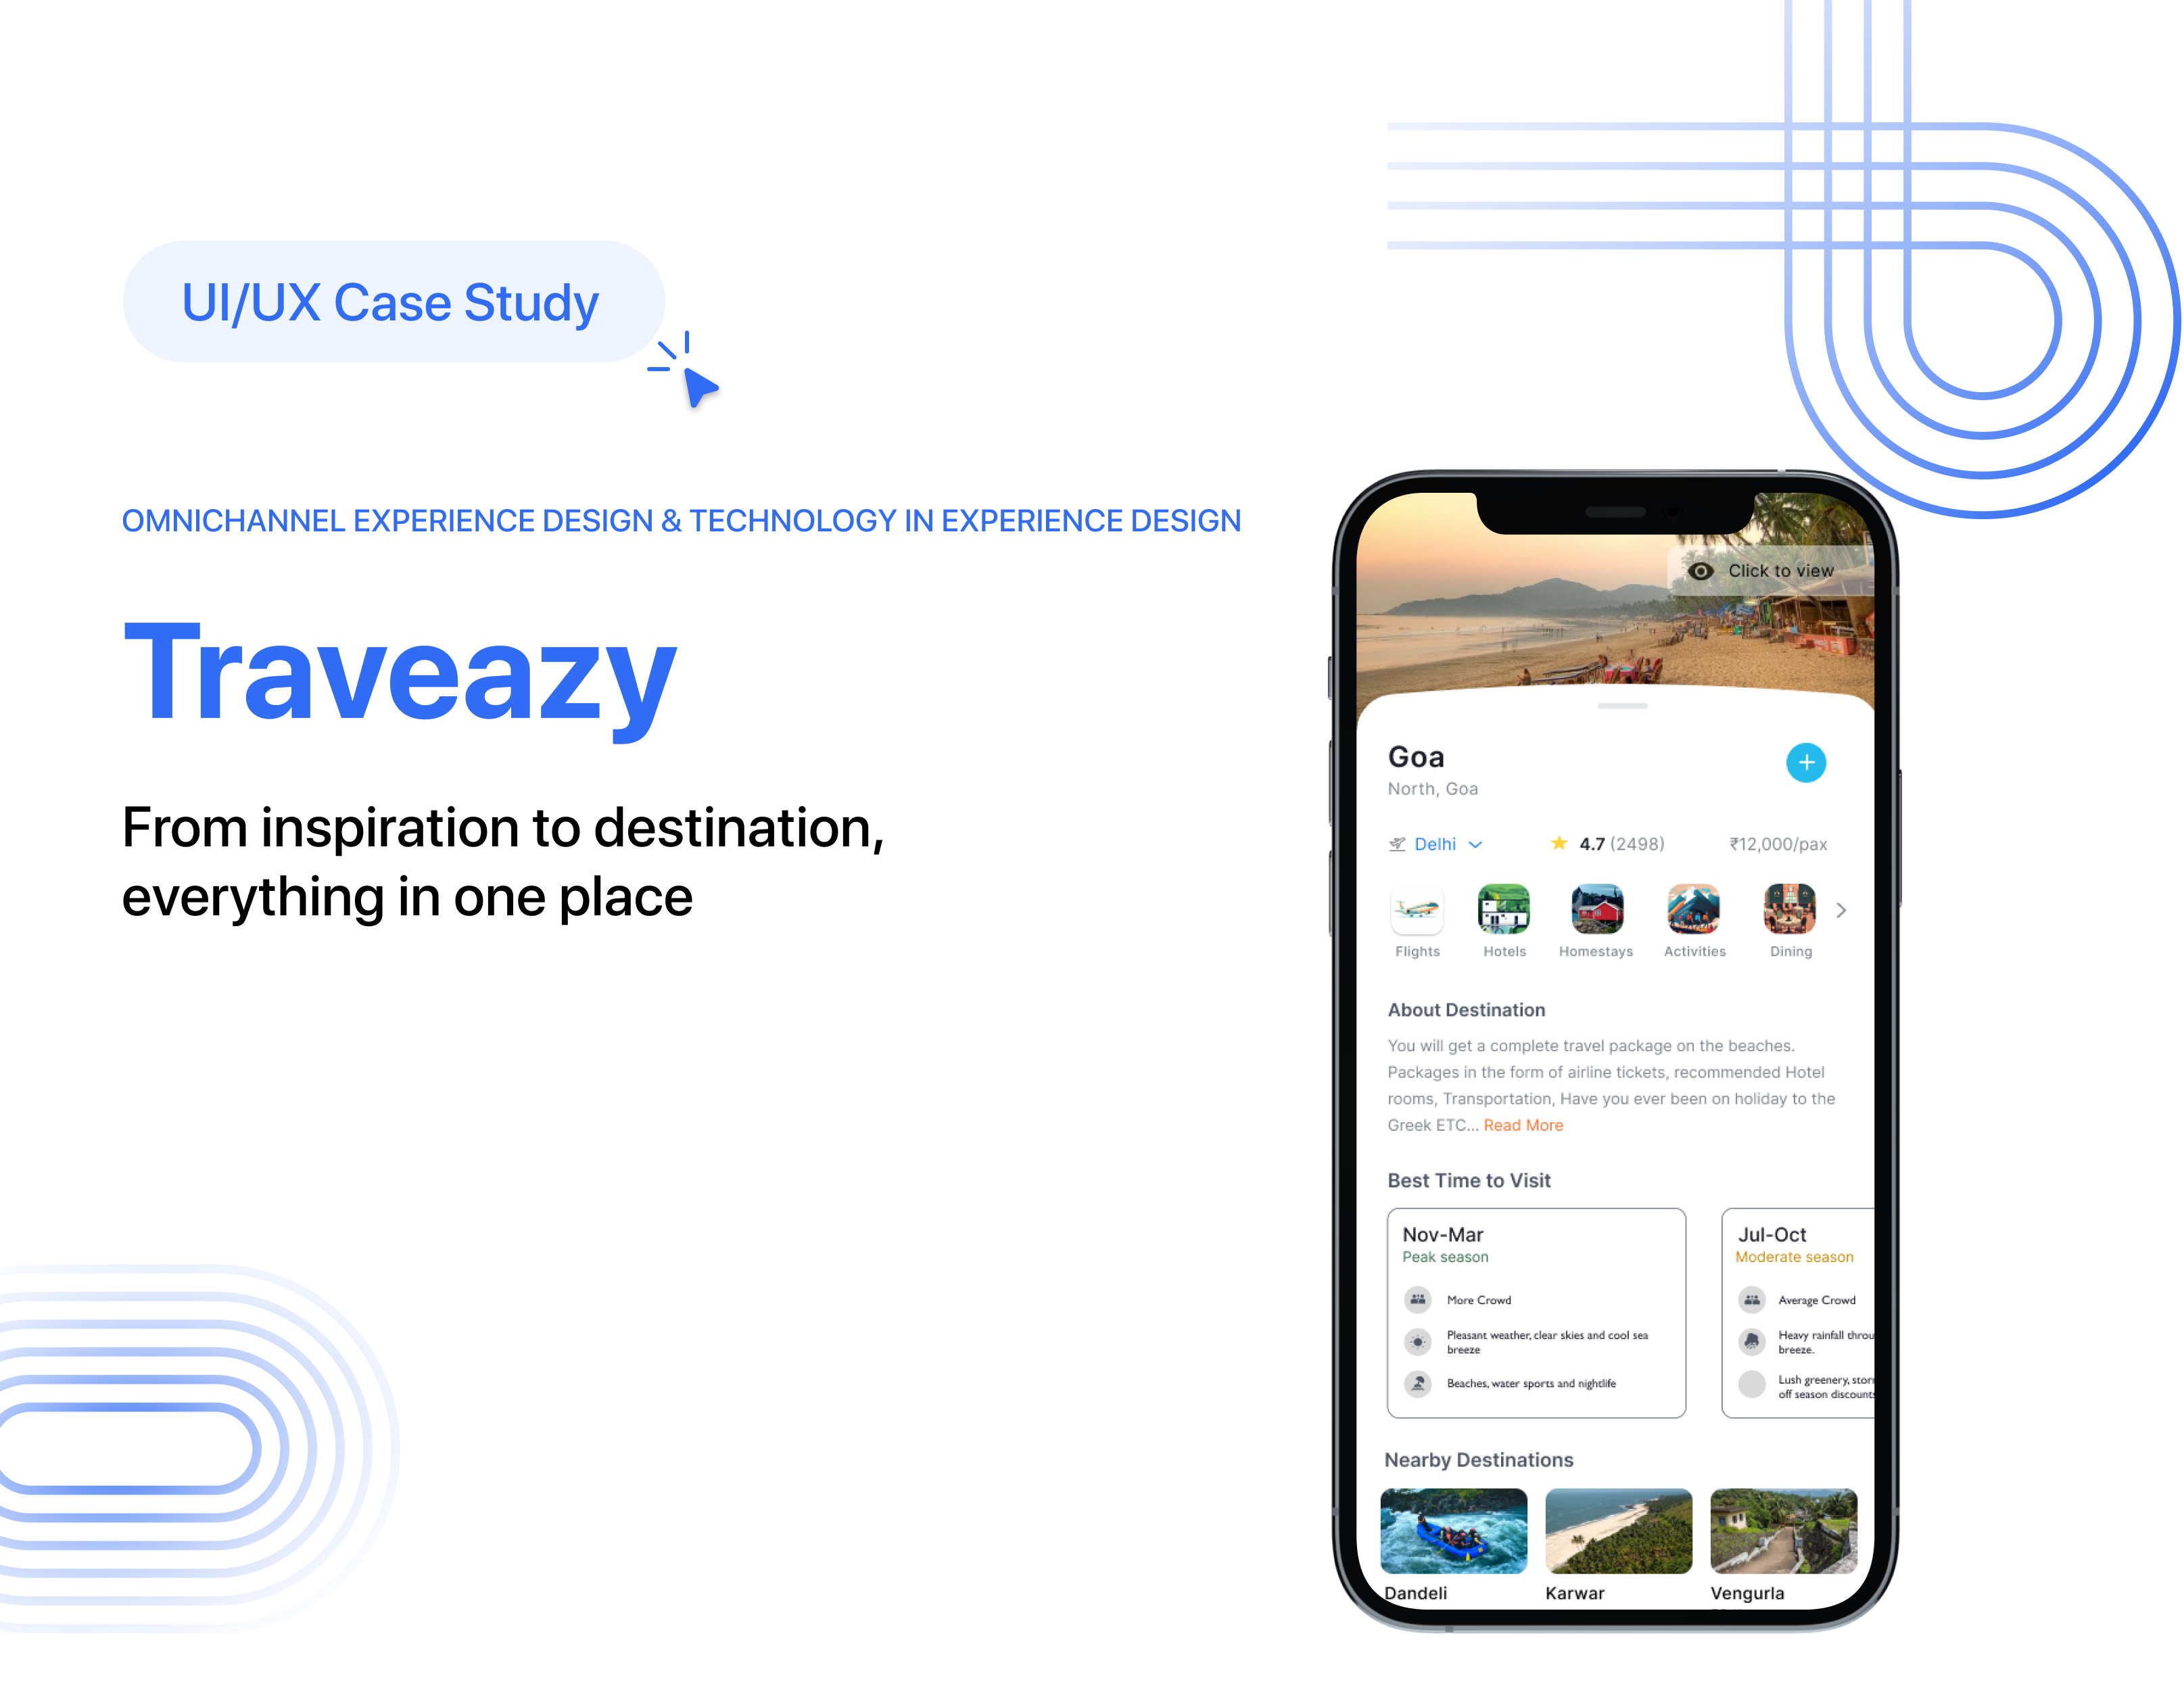 UI/UX Case Study
OMNICHANNEL EXPERIENCE DESIGN & TECHNOLOGY IN EXPERIENCE DESIGN
Traveazy
From inspiration to destination,
everything in one place
Click to view
Goa
North, Goa
Delhi
4.7 (2498)
₹12,000/pax
Flights
Hotels
Homestays
Activities
Dining
About Destination
You will get a complete travel package on the beaches.
Packages in the form of airline tickets, recommended Hotel
rooms, Transportation, Have you ever been on holiday to the
Greek ETC... Read More
Best Time to Visit
Nov-Mar
Peak season
More Crowd
Pleasant weather, clear skies and cool sea
breeze
Beaches, water sports and nightlife
Jul-Oct
Moderate season
Average Crowd
Heavy rainfall
breeze.
Lush greenery,
off season discounts
Nearby Destinations
Dandeli
Karwar
Vengurla